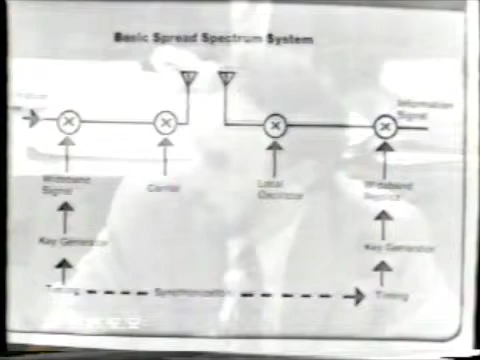 Basic Spread Spectrum System
Information
Signal
Wideband
Signal
Carrier
Local
Oscillator
Wideband
Key Generator
Key Generator
Timing
Synchronization
Timing